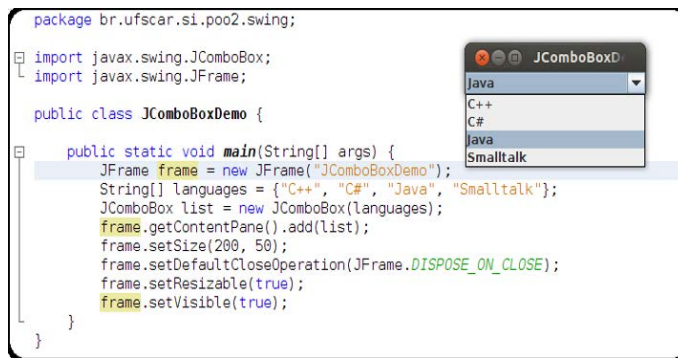 package br.ufscar.si.poo2.swing;
import javax.swing.JComboBox;
import javax.swing.JFrame;
public class JComboBoxDemo {
public static void main(String[] args) {
JFrame frame = new JFrame("JComboBoxDemo");
String[] languages = {"C++", "C#", "Java", "Smalltalk"};
JComboBox list = new JComboBox(languages);
frame.getContentPane().add(list);
frame.setSize(200, 50);
frame.setDefaultCloseOperation(JFrame.DISPOSE_ON_CLOSE);
frame.setResizable(true);
frame.setVisible(true);
}
}
JComboBoxD
Java
C++
C#
Java
Smalltalk